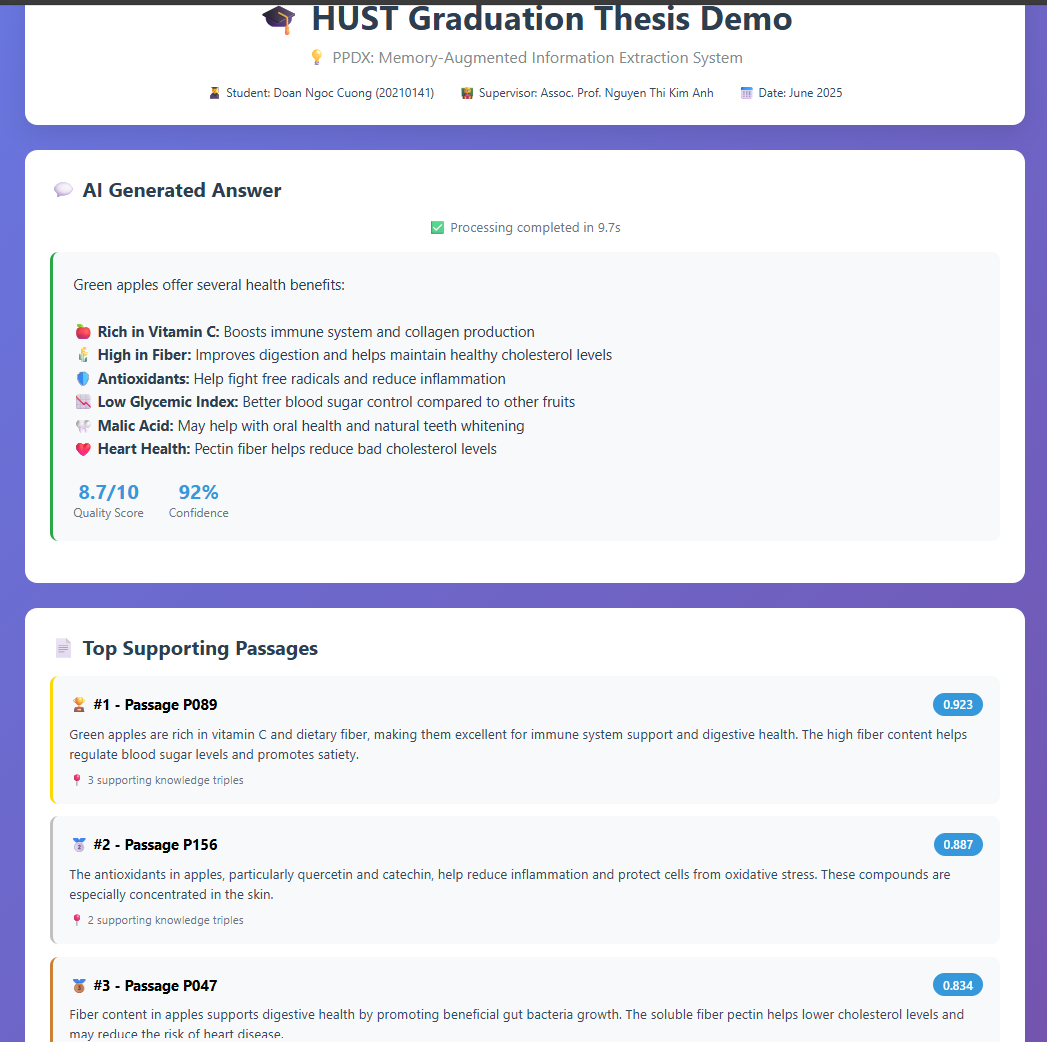 HUST Graduation Thesis Demo
PPDX: Memory-Augmented Information Extraction System
Student: Doan Ngoc Cuong (20210141) Supervisor: Assoc. Prof. Nguyen Thi Kim Anh Date: June 2025
AI Generated Answer
Processing completed in 9.7s
Green apples offer several health benefits:
Rich in Vitamin C: Boosts immune system and collagen production
High in Fiber: Improves digestion and helps maintain healthy cholesterol levels
Antioxidants: Help fight free radicals and reduce inflammation
Low Glycemic Index: Better blood sugar control compared to other fruits
Malic Acid: May help with oral health and natural teeth whitening
Heart Health: Pectin fiber helps reduce bad cholesterol levels
8.7/10 92%
Quality Score Confidence
Top Supporting Passages
#1 - Passage P089 0.923
Green apples are rich in vitamin C and dietary fiber, making them excellent for immune system support and digestive health. The high fiber content helps
regulate blood sugar levels and promotes satiety.
3 supporting knowledge triples
#2 - Passage P156 0.887
The antioxidants in apples, particularly quercetin and catechin, help reduce inflammation and protect cells from oxidative stress. These compounds are
especially concentrated in the skin.
2 supporting knowledge triples
#3 - Passage P047 0.834
Fiber content in apples supports digestive health by promoting beneficial gut bacteria growth. The soluble fiber pectin helps lower cholesterol levels and
may reduce the risk of heart disease.